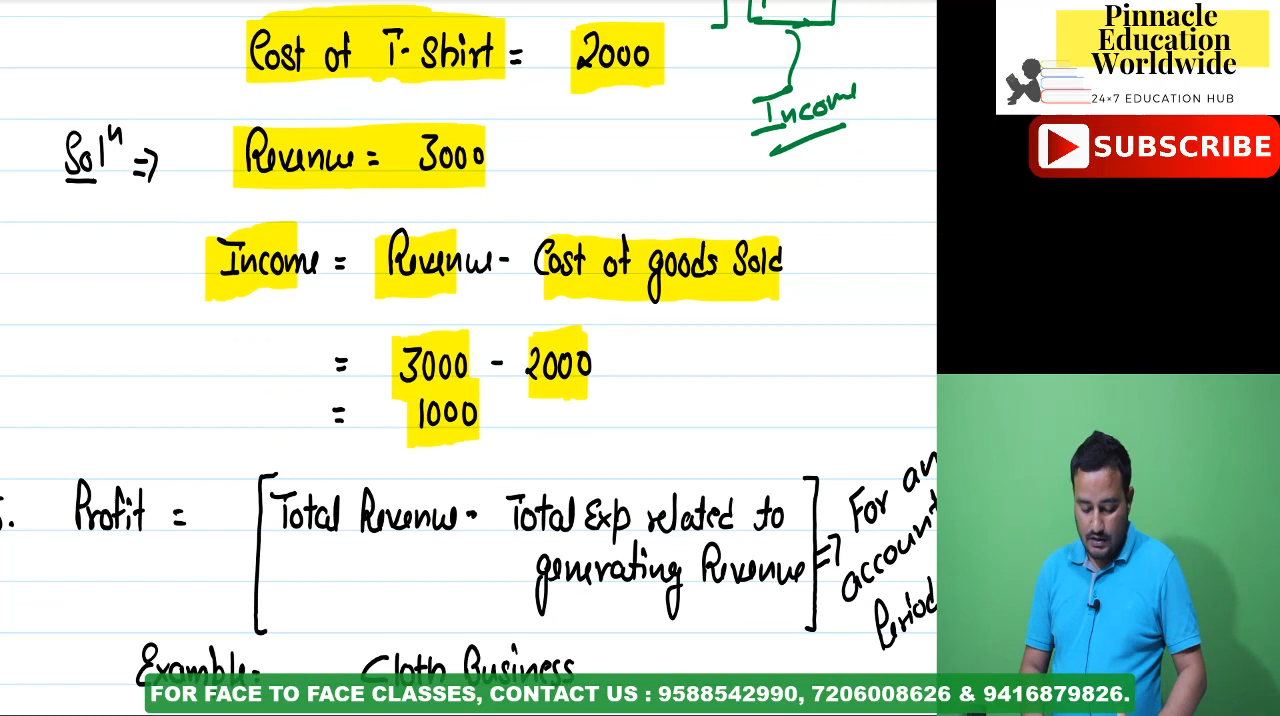 Cost of T-Shirt = 2000
Income
Pinnacle
Education
Worldwide
24×7 EDUCATION HUB
SUBSCRIBE
Solⁿ ⇒ Revenue = 3000
Income = Revenue - Cost of goods Sold
= 3000 - 2000
= 1000
Profit = [Total Revenue - Total Exp related to
generating Revenue] ⇒ For an
account
Period
Example:- Cloth Business
FOR FACE TO FACE CLASSES, CONTACT US : 9588542990, 7206008626 & 9416879826.